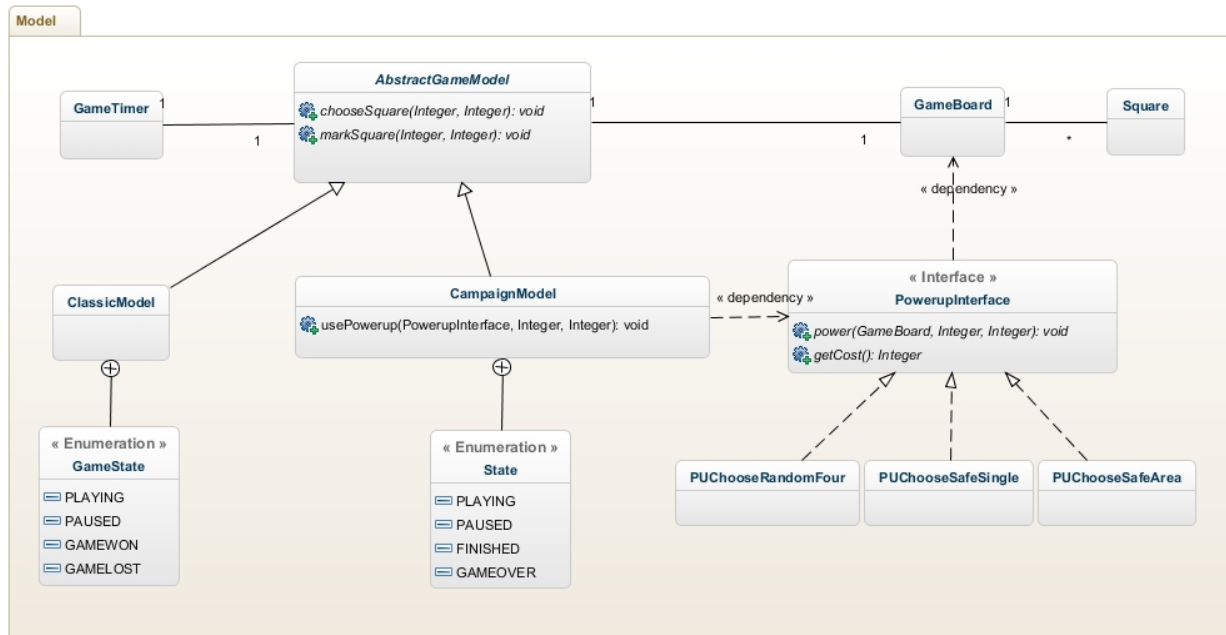 Model
AbstractGameModel
chooseSquare(Integer, Integer): void
markSquare(Integer, Integer): void
GameTimer
1
1
1
1
GameBoard
1
*
Square
« dependency »
ClassicModel
CampaignModel
usePowerup(PowerupInterface, Integer, Integer): void
« dependency »
« Interface »
PowerupInterface
power(GameBoard, Integer, Integer): void
getCost(): Integer
« Enumeration »
GameState
PLAYING
PAUSED
GAMEWON
GAMELOST
« Enumeration »
State
PLAYING
PAUSED
FINISHED
GAMEOVER
PUChooseRandomFour
PUChooseSafeSingle
PUChooseSafeArea